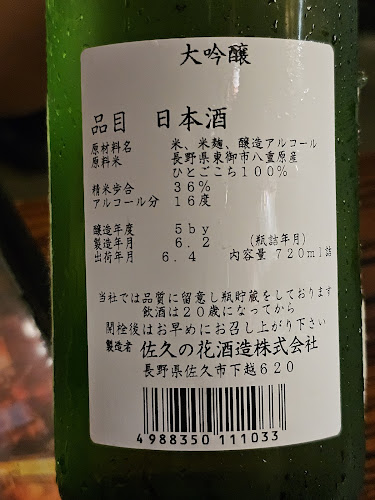 大吟醸
品目 日本酒
原材料名 米、米麹、醸造アルコール
原料米 長野県東御市八重原産
ひとごこち100%
精米歩合 36%
アルコール分 16度
醸造年度 5by
製造年月 6.2 (瓶詰年月)
出荷年月 6.4 内容量 720ml詰
当社では品質に留意し瓶貯蔵をしております
飲酒は20歳になってから
開栓後はお早めにお召し上がり下さい
製造者 佐久の花酒造株式会社
長野県佐久市下越620
4988350 111033